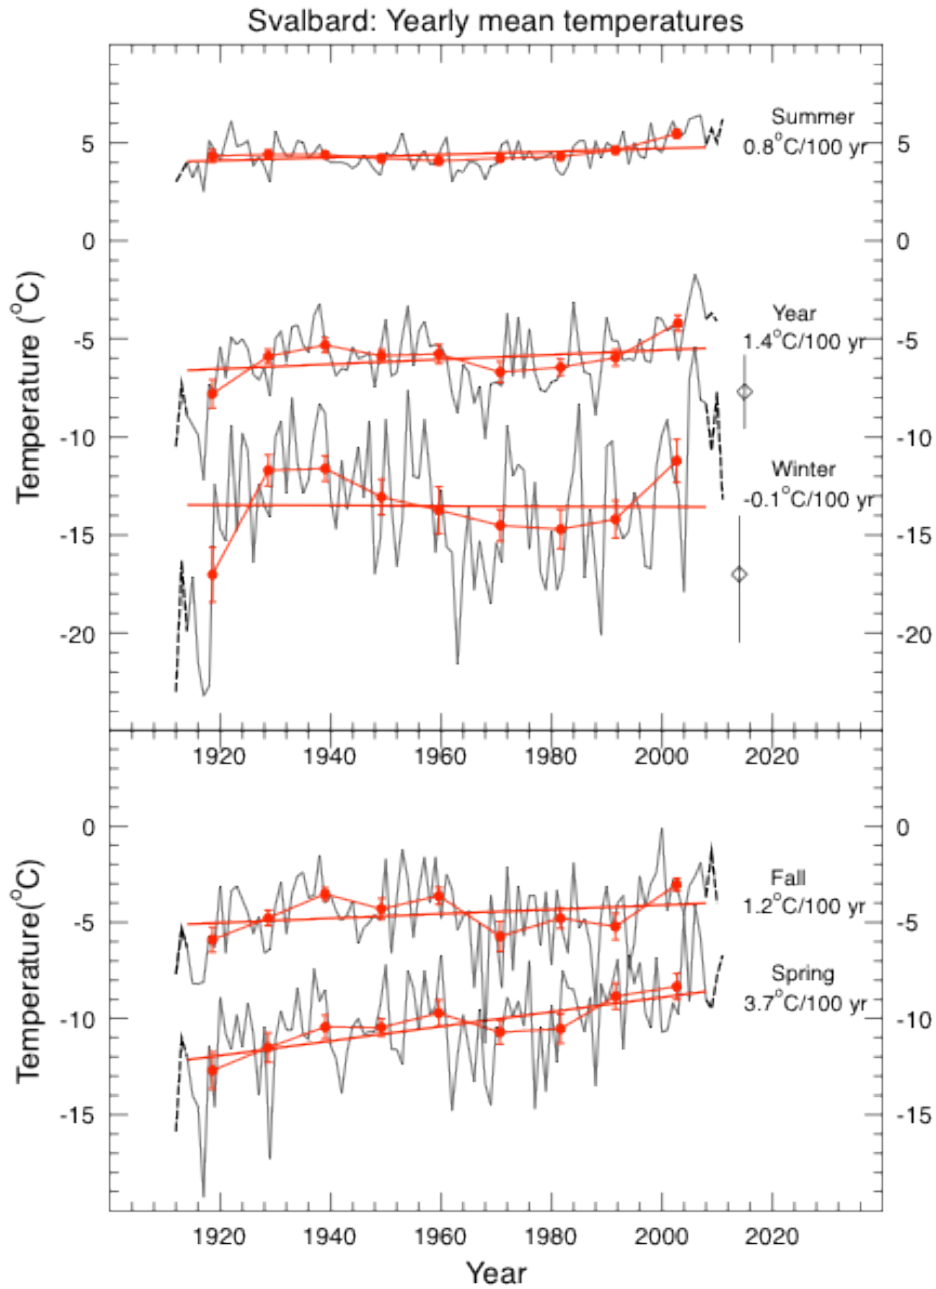 Svalbard: Yearly mean temperatures
Summer
0.8°C/100 yr
5
5
0
0
Temperature (°C)
Year
1.4°C/100 yr
-5
-5
-10
-10
Winter
-0.1°C/100 yr
-15
-15
-20
-20
1920
1940
1960
1980
2000
2020
0
0
Temperature(°C)
Fall
1.2°C/100 yr
-5
-5
Spring
3.7°C/100 yr
-10
-10
-15
-15
1920
1940
1960
1980
2000
2020
Year